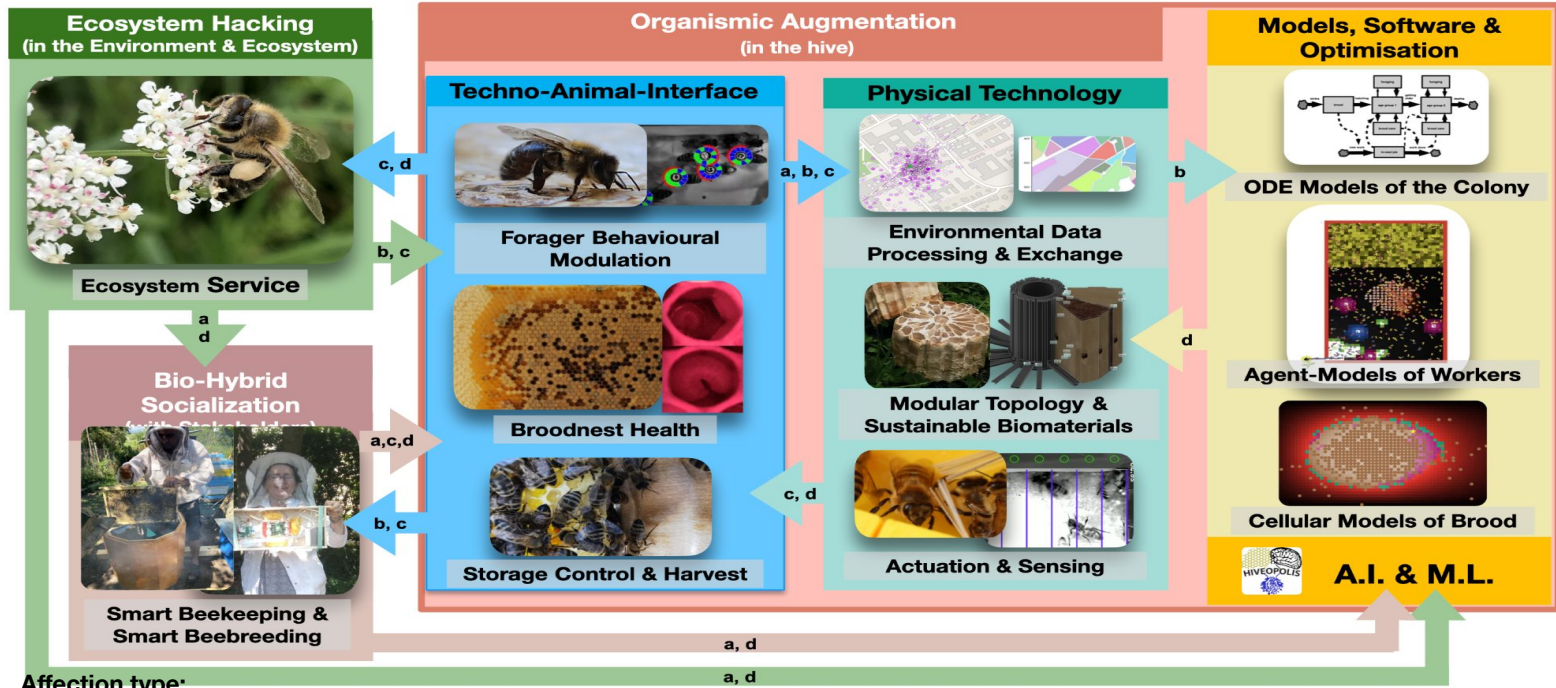 Ecosystem Hacking
(in the Environment & Ecosystem)
Ecosystem Service
a
d
Bio-Hybrid
Socialization
(with Stakeholders)
Smart Beekeeping &
Smart Beebreeding
c, d
b, c
a,c,d
b, c
Organismic Augmentation
(in the hive)
Techno-Animal-Interface
Forager Behavioural
Modulation
Broodnest Health
Storage Control & Harvest
a, b, c
c, d
Physical Technology
Environmental Data
Processing & Exchange
Modular Topology &
Sustainable Biomaterials
Actuation & Sensing
b
d
Models, Software &
Optimisation
ODE Models of the Colony
Agent-Models of Workers
Cellular Models of Brood
HIVEOPOLIS
A.I. & M.L.
a, d
a, d
Affection type: